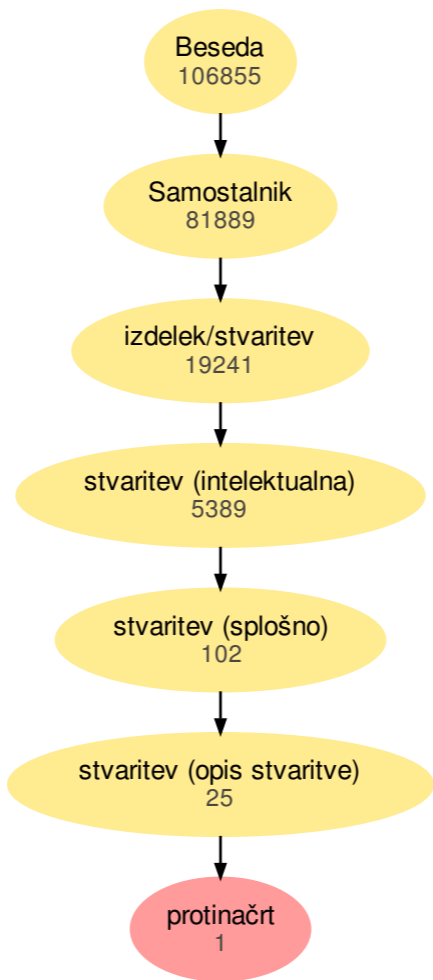 Beseda
106855
Samostalnik
81889
izdelek/stvaritev
19241
stvaritev (intelektualna)
5389
stvaritev (splošno)
102
stvaritev (opis stvaritve)
25
protinačrt
1